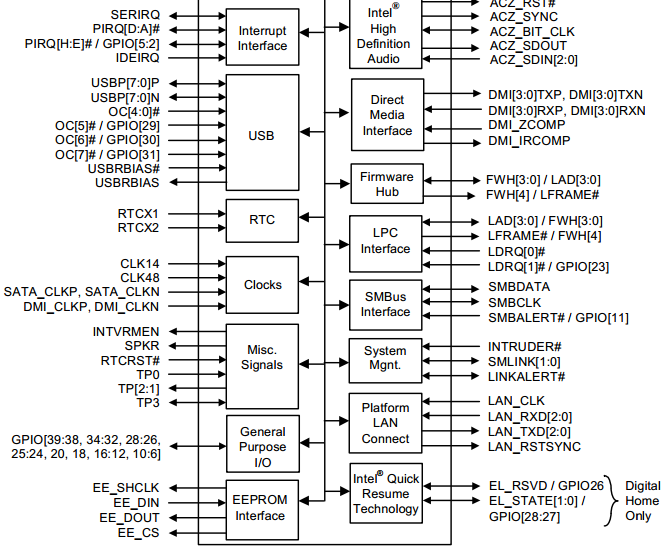 SERIRQ
PIRQ[D:A]#
PIRQ[H:E]# / GPIO[5:2]
IDEIRQ
Interrupt
Interface
USBP[7:0]P
USBP[7:0]N
OC[4:0]#
OC[5]# / GPIO[29]
OC[6]# / GPIO[30]
OC[7]# / GPIO[31]
USBRBIAS#
USBRBIAS
USB
RTCX1
RTCX2
RTC
CLK14
CLK48
SATA_CLKP, SATA_CLKN
DMI_CLKP, DMI_CLKN
Clocks
INTVRMEN
SPKR
RTCRST#
TP0
TP[2:1]
TP3
Misc.
Signals
GPIO[39:38, 34:32, 28:26,
25:24, 20, 18, 16:12, 10:6]
General
Purpose
I/O
EE_SHCLK
EE_DIN
EE_DOUT
EE_CS
EEPROM
Interface
Intel®
High
Definition
Audio
ACZ_RST#
ACZ_SYNC
ACZ_BIT_CLK
ACZ_SDOUT
ACZ_SDIN[2:0]
Direct
Media
Interface
DMI[3:0]TXP, DMI[3:0]TXN
DMI[3:0]RXP, DMI[3:0]RXN
DMI_ZCOMP
DMI_IRCOMP
Firmware
Hub
FWH[3:0] / LAD[3:0]
FWH[4] / LFRAME#
LPC
Interface
LAD[3:0] / FWH[3:0]
LFRAME# / FWH[4]
LDRQ[0]#
LDRQ[1]# / GPIO[23]
SMBus
Interface
SMBDATA
SMBCLK
SMBALERT# / GPIO[11]
System
Mgnt.
INTRUDER#
SMLINK[1:0]
LINKALERT#
Platform
LAN
Connect
LAN_CLK
LAN_RXD[2:0]
LAN_TXD[2:0]
LAN_RSTSYNC
Intel® Quick
Resume
Technology
EL_RSVD / GPIO26
EL_STATE[1:0] /
GPIO[28:27]
Digital
Home
Only